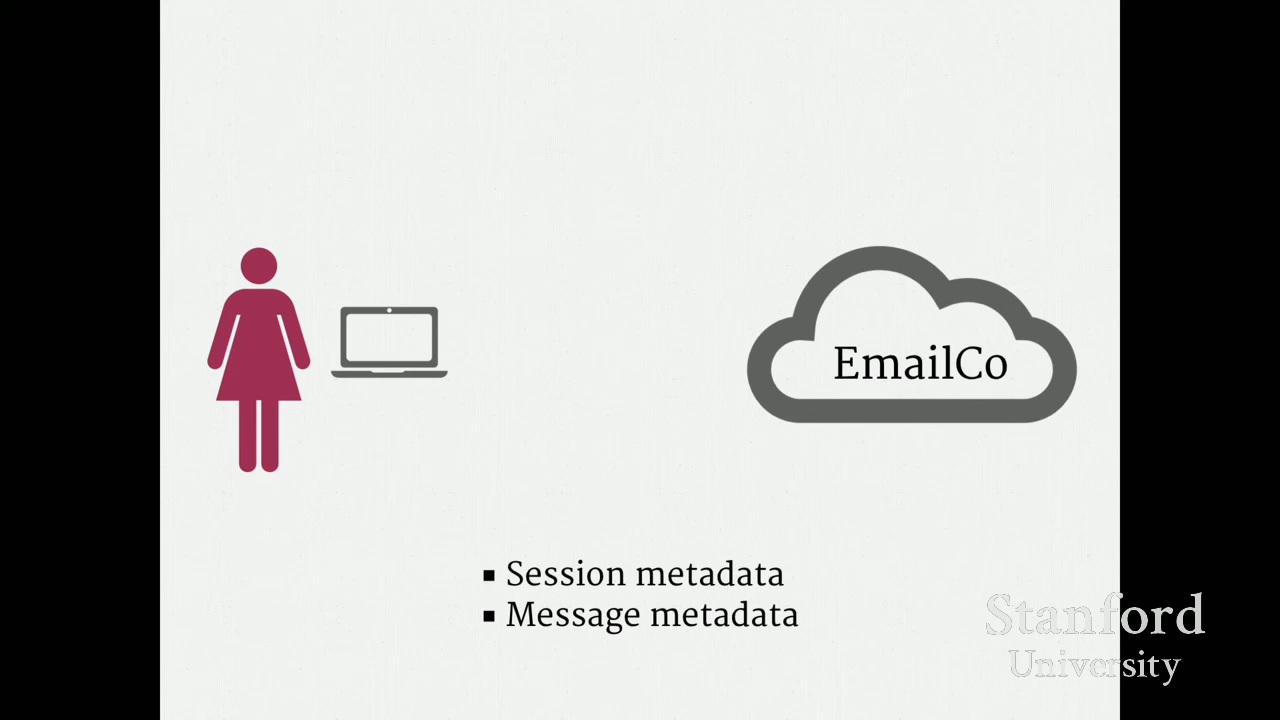 EmailCo
▪ Session metadata
▪ Message metadata
Stanford
University